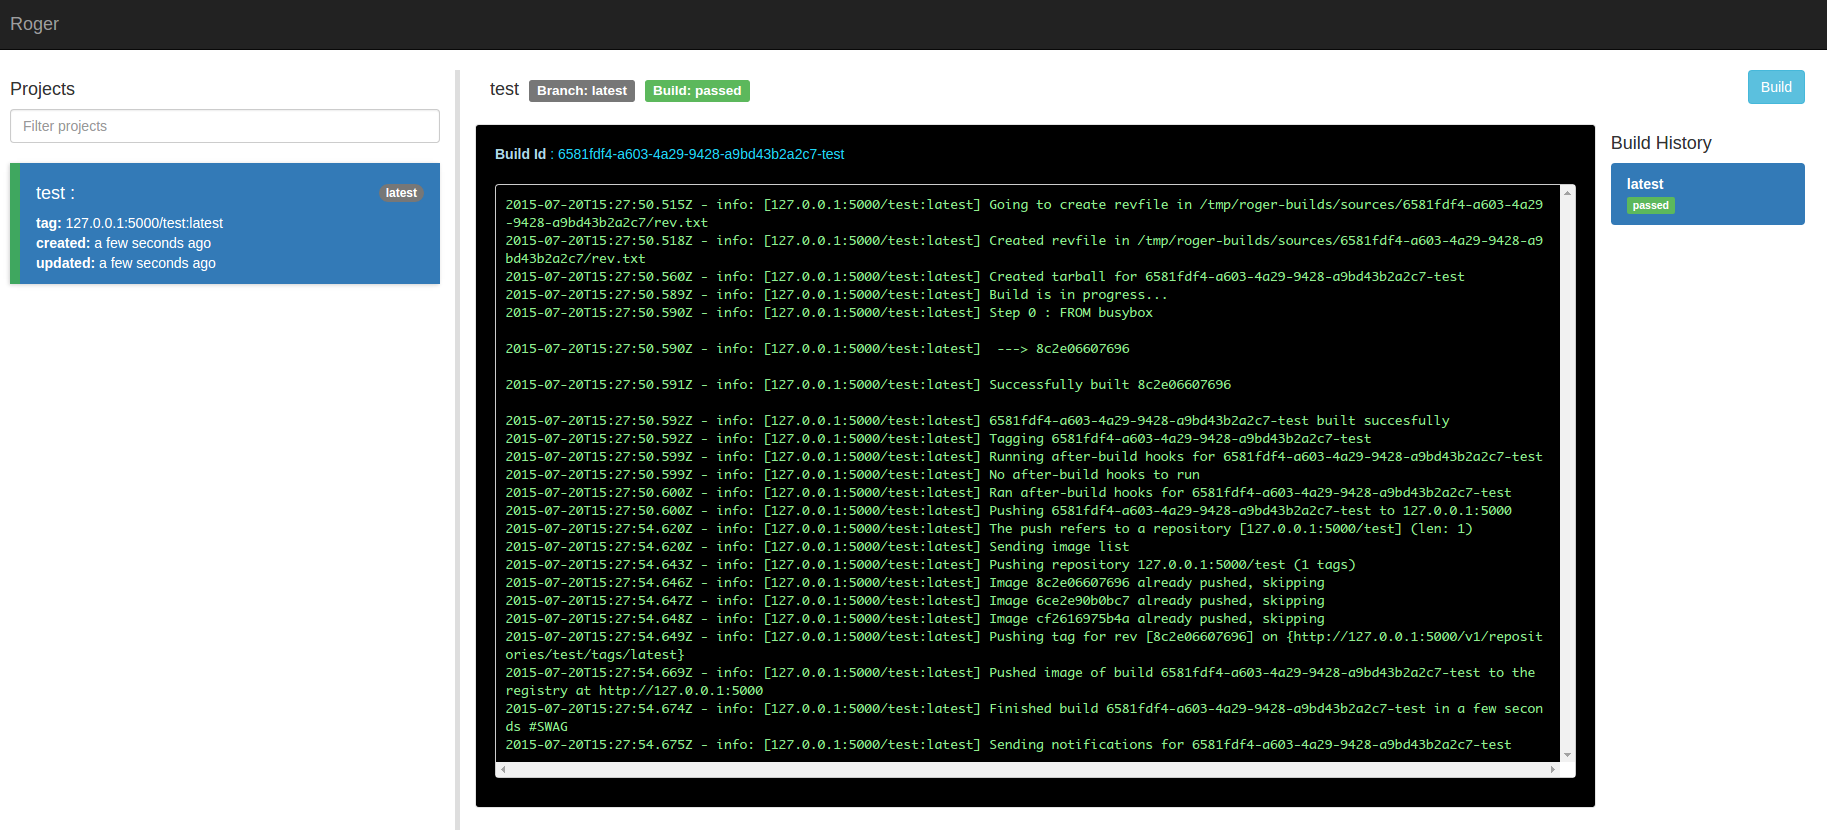 Roger
Projects
Filter projects
test :
latest
tag: 127.0.0.1:5000/test:latest
created: a few seconds ago
updated: a few seconds ago
test Branch: latest Build: passed
Build
Build Id : 6581fdf4-a603-4a29-9428-a9bd43b2a2c7-test
2015-07-20T15:27:50.515Z - info: [127.0.0.1:5000/test:latest] Going to create revfile in /tmp/roger-builds/sources/6581fdf4-a603-4a29
-9428-a9bd43b2a2c7/rev.txt
2015-07-20T15:27:50.518Z - info: [127.0.0.1:5000/test:latest] Created revfile in /tmp/roger-builds/sources/6581fdf4-a603-4a29-9428-a9
bd43b2a2c7/rev.txt
2015-07-20T15:27:50.560Z - info: [127.0.0.1:5000/test:latest] Created tarball for 6581fdf4-a603-4a29-9428-a9bd43b2a2c7-test
2015-07-20T15:27:50.589Z - info: [127.0.0.1:5000/test:latest] Build is in progress...
2015-07-20T15:27:50.590Z - info: [127.0.0.1:5000/test:latest] Step 0 : FROM busybox
2015-07-20T15:27:50.590Z - info: [127.0.0.1:5000/test:latest]  ---> 8c2e06607696
2015-07-20T15:27:50.591Z - info: [127.0.0.1:5000/test:latest] Successfully built 8c2e06607696
2015-07-20T15:27:50.592Z - info: [127.0.0.1:5000/test:latest] 6581fdf4-a603-4a29-9428-a9bd43b2a2c7-test built succesfully
2015-07-20T15:27:50.592Z - info: [127.0.0.1:5000/test:latest] Tagging 6581fdf4-a603-4a29-9428-a9bd43b2a2c7-test
2015-07-20T15:27:50.599Z - info: [127.0.0.1:5000/test:latest] Running after-build hooks for 6581fdf4-a603-4a29-9428-a9bd43b2a2c7-test
2015-07-20T15:27:50.599Z - info: [127.0.0.1:5000/test:latest] No after-build hooks to run
2015-07-20T15:27:50.600Z - info: [127.0.0.1:5000/test:latest] Ran after-build hooks for 6581fdf4-a603-4a29-9428-a9bd43b2a2c7-test
2015-07-20T15:27:50.600Z - info: [127.0.0.1:5000/test:latest] Pushing 6581fdf4-a603-4a29-9428-a9bd43b2a2c7-test to 127.0.0.1:5000
2015-07-20T15:27:54.620Z - info: [127.0.0.1:5000/test:latest] The push refers to a repository [127.0.0.1:5000/test] (len: 1)
2015-07-20T15:27:54.620Z - info: [127.0.0.1:5000/test:latest] Sending image list
2015-07-20T15:27:54.643Z - info: [127.0.0.1:5000/test:latest] Pushing repository 127.0.0.1:5000/test (1 tags)
2015-07-20T15:27:54.646Z - info: [127.0.0.1:5000/test:latest] Image 8c2e06607696 already pushed, skipping
2015-07-20T15:27:54.647Z - info: [127.0.0.1:5000/test:latest] Image 6ce2e90b0bc7 already pushed, skipping
2015-07-20T15:27:54.648Z - info: [127.0.0.1:5000/test:latest] Image cf2616975b4a already pushed, skipping
2015-07-20T15:27:54.649Z - info: [127.0.0.1:5000/test:latest] Pushing tag for rev [8c2e06607696] on {http://127.0.0.1:5000/v1/reposit
ories/test/tags/latest}
2015-07-20T15:27:54.669Z - info: [127.0.0.1:5000/test:latest] Pushed image of build 6581fdf4-a603-4a29-9428-a9bd43b2a2c7-test to the
registry at http://127.0.0.1:5000
2015-07-20T15:27:54.674Z - info: [127.0.0.1:5000/test:latest] Finished build 6581fdf4-a603-4a29-9428-a9bd43b2a2c7-test in a few secon
ds #SWAG
2015-07-20T15:27:54.675Z - info: [127.0.0.1:5000/test:latest] Sending notifications for 6581fdf4-a603-4a29-9428-a9bd43b2a2c7-test
Build History
latest
passed